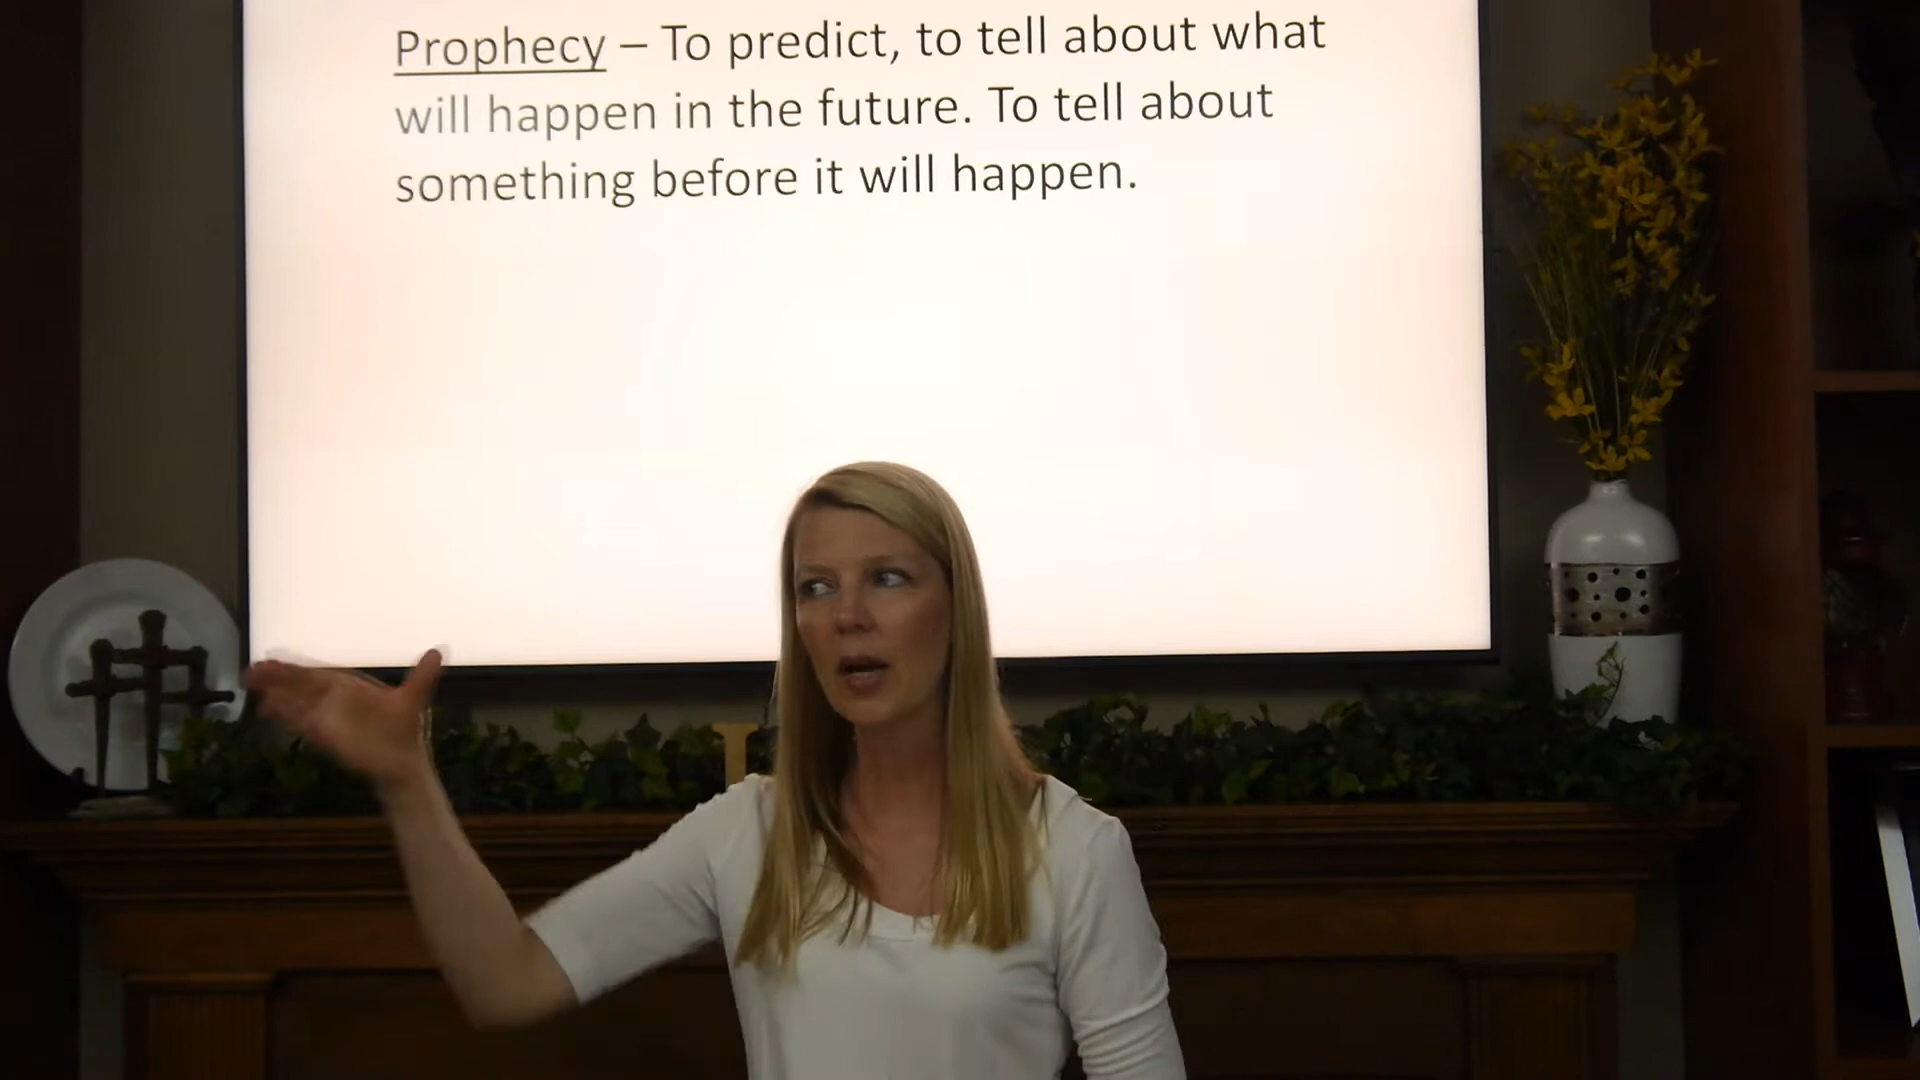 Prophecy – To predict, to tell about what
will happen in the future. To tell about
something before it will happen.